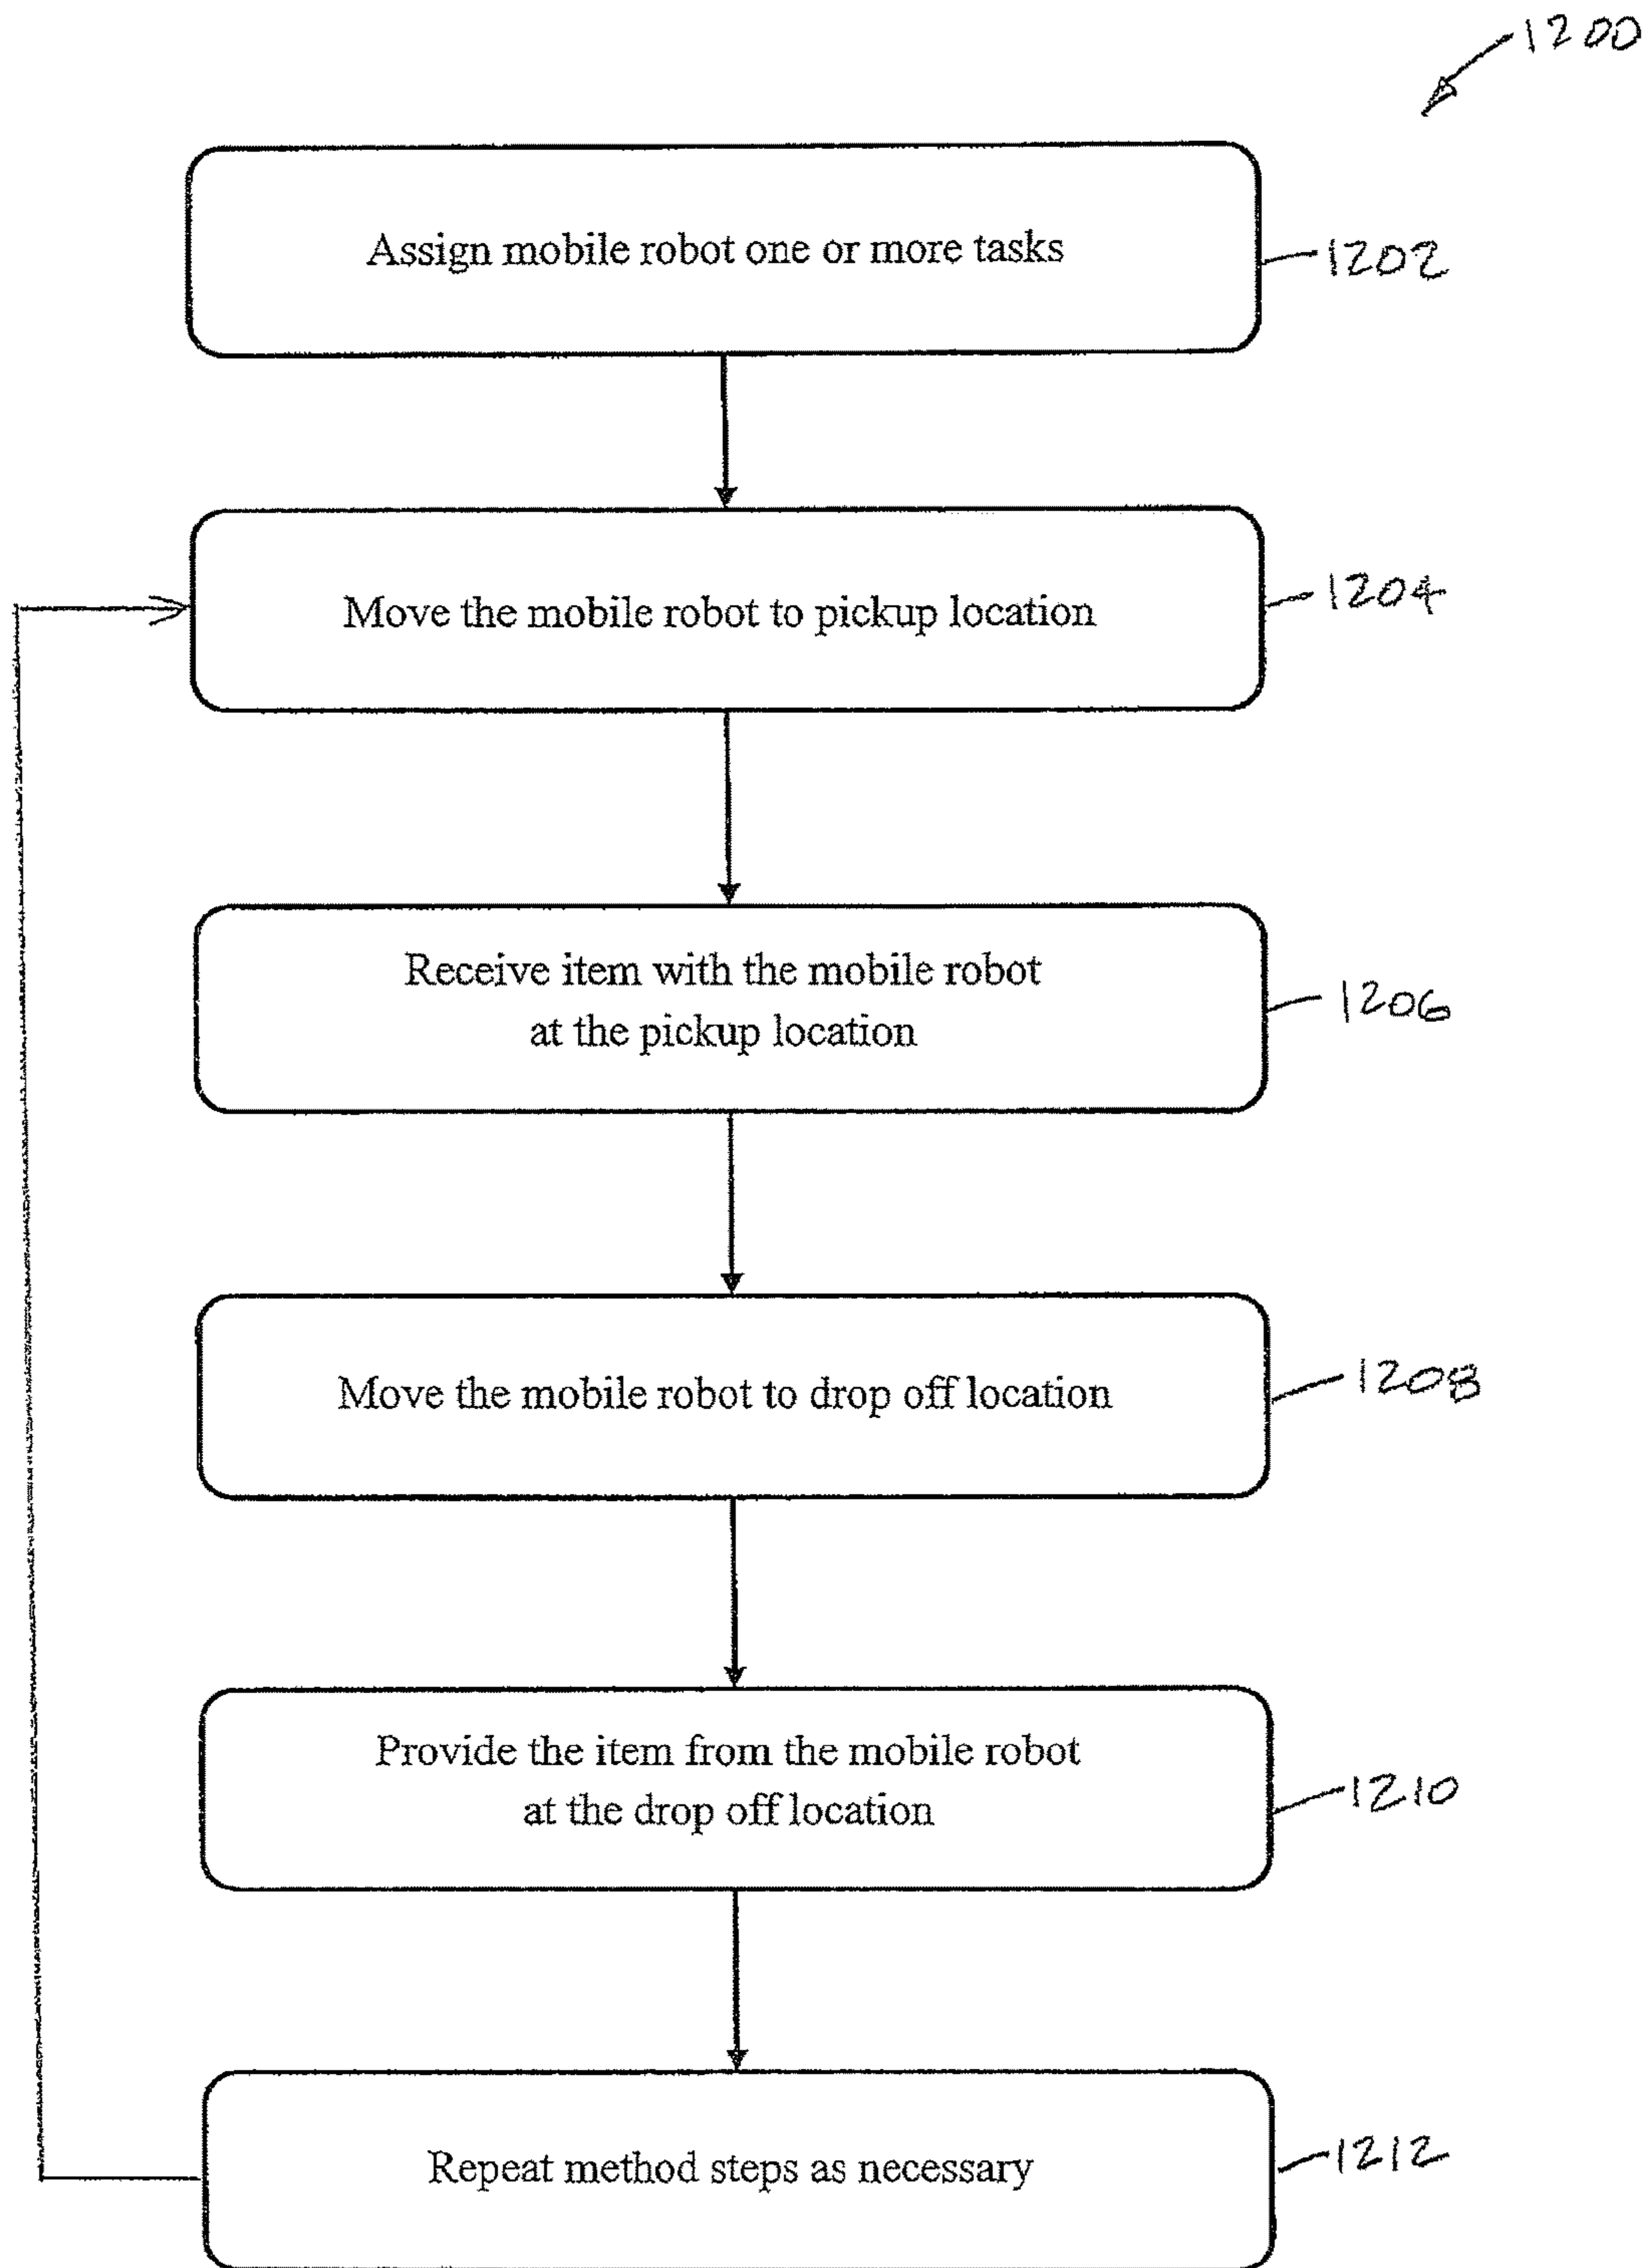 1200
Assign mobile robot one or more tasks
1202
Move the mobile robot to pickup location
1204
Receive item with the mobile robot
at the pickup location
1206
Move the mobile robot to drop off location
1208
Provide the item from the mobile robot
at the drop off location
1210
Repeat method steps as necessary
1212